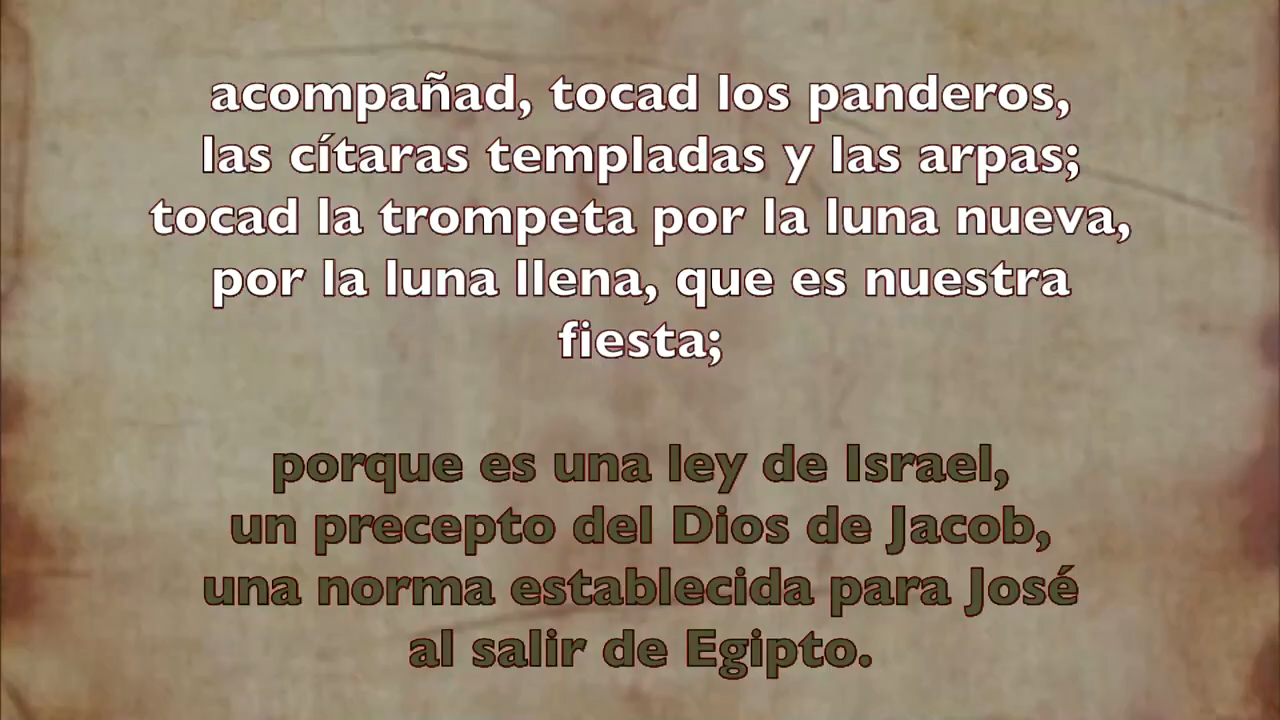 acompañad, tocad los panderos,
las cítaras templadas y las arpas;
tocad la trompeta por la luna nueva,
por la luna llena, que es nuestra
fiesta;
porque es una ley de Israel,
un precepto del Dios de Jacob,
una norma establecida para José
al salir de Egipto.